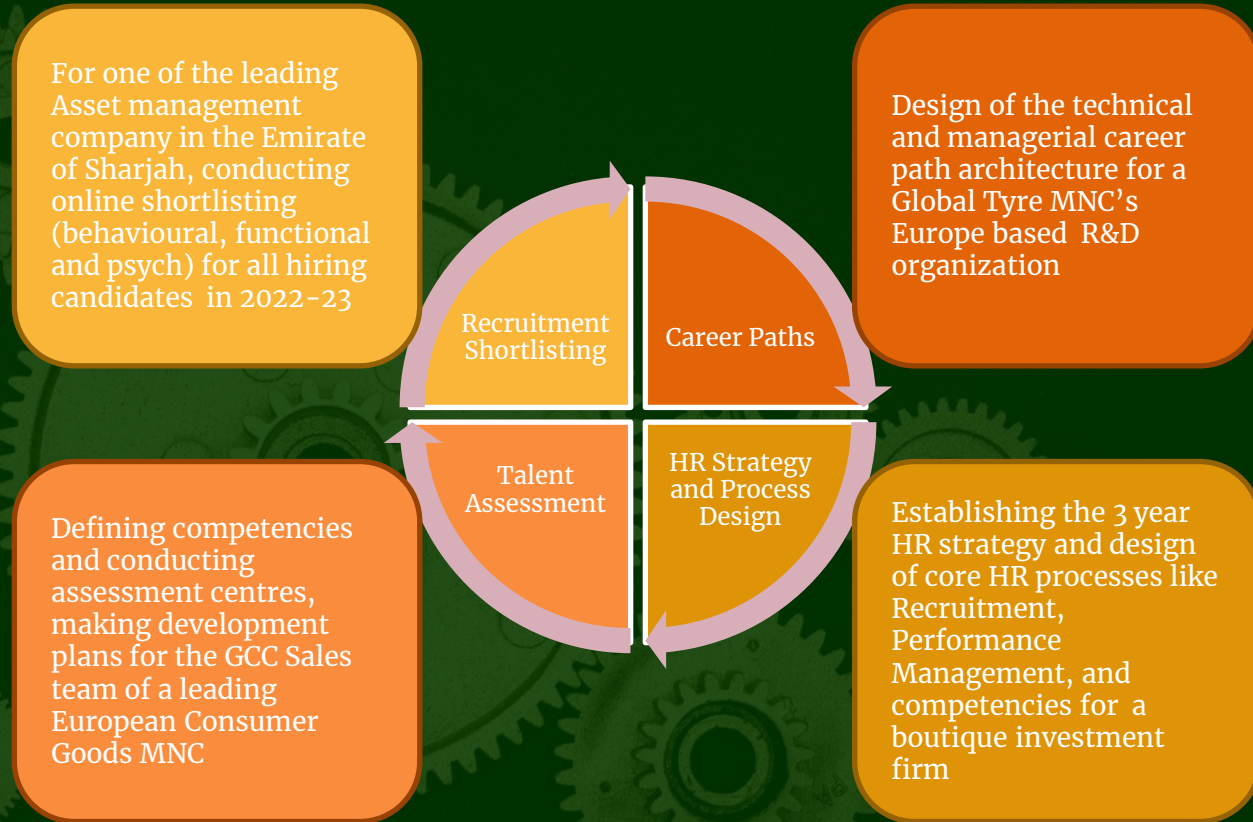 For one of the leading
Asset management
company in the Emirate
of Sharjah, conducting
online shortlisting
(behavioural, functional
and psych) for all hiring
candidates  in 2022-23
Design of the technical
and managerial career
path architecture for a
Global Tyre MNC’s
Europe based  R&D
organization
Recruitment
Shortlisting
Career Paths
Talent
Assessment
HR Strategy
and Process
Design
Defining competencies
and conducting
assessment centres,
making development
plans for the GCC Sales
team of a leading
European Consumer
Goods MNC
Establishing the 3 year
HR strategy and design
of core HR processes like
Recruitment,
Performance
Management, and
competencies for  a
boutique investment
firm